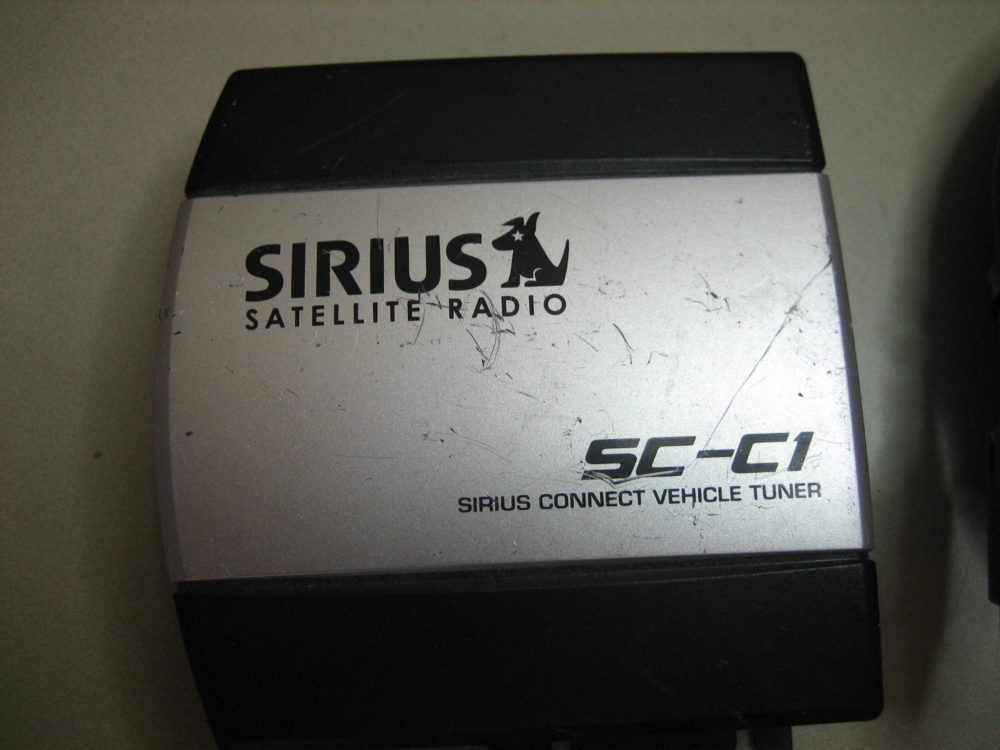 SIRIUS
SATELLITE RADIO
SC-C1
SIRIUS CONNECT VEHICLE TUNER